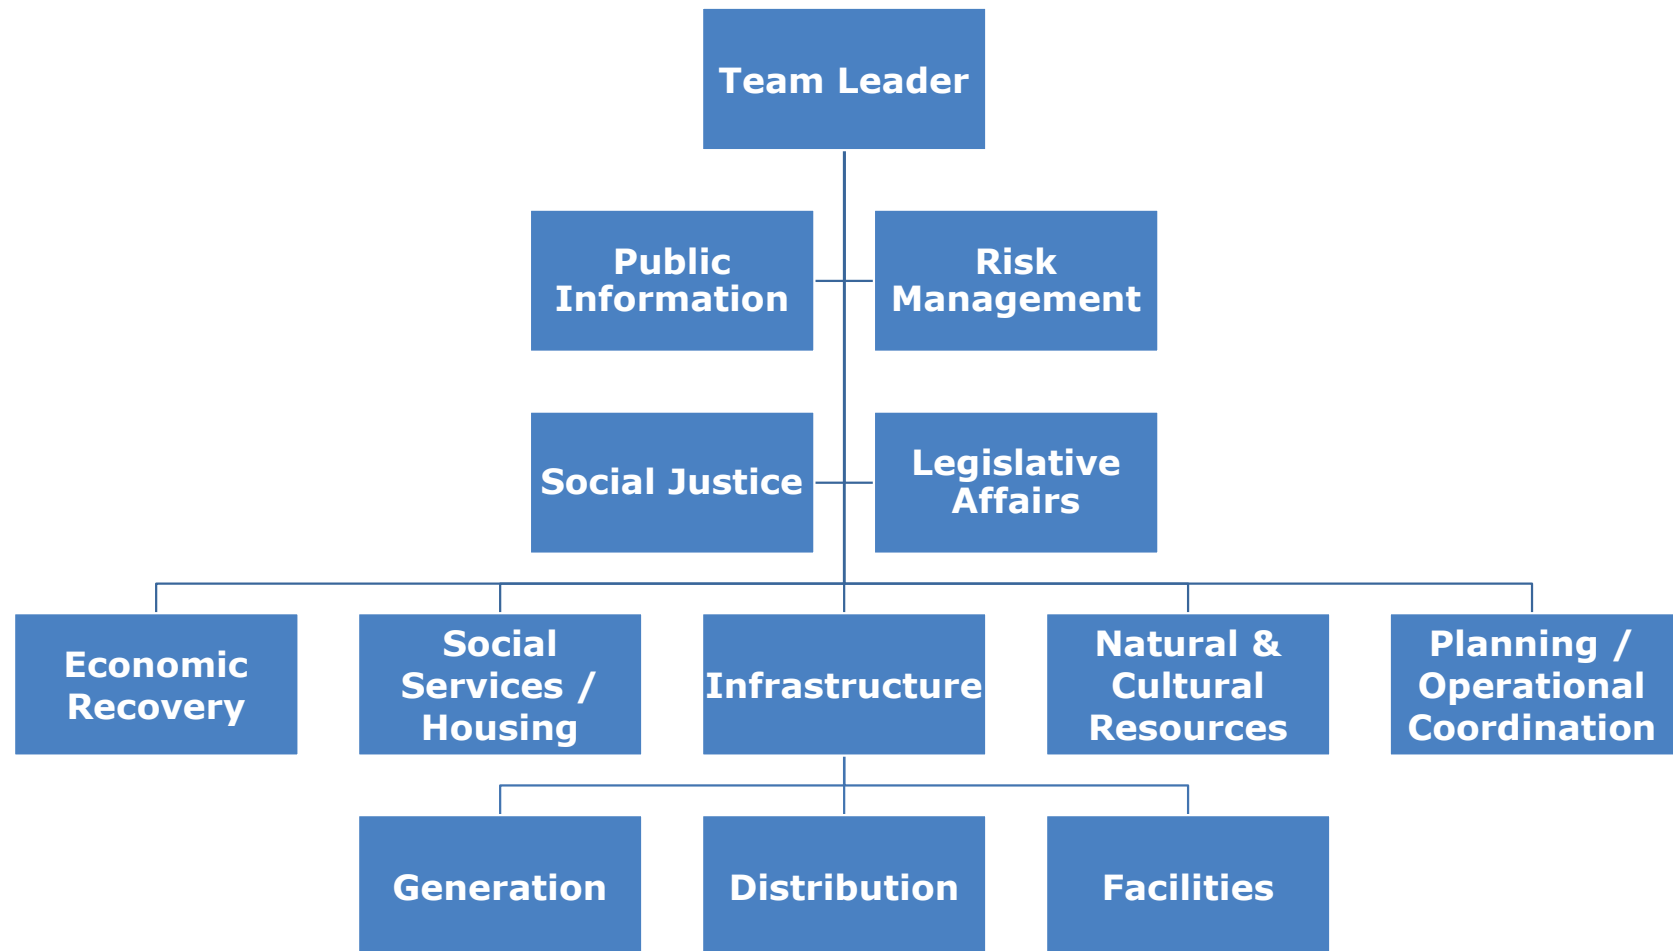 Team Leader
Public
Information
Risk
Management
Social Justice
Legislative
Affairs
Economic
Recovery
Social
Services /
Housing
Infrastructure
Natural &
Cultural
Resources
Planning /
Operational
Coordination
Generation
Distribution
Facilities